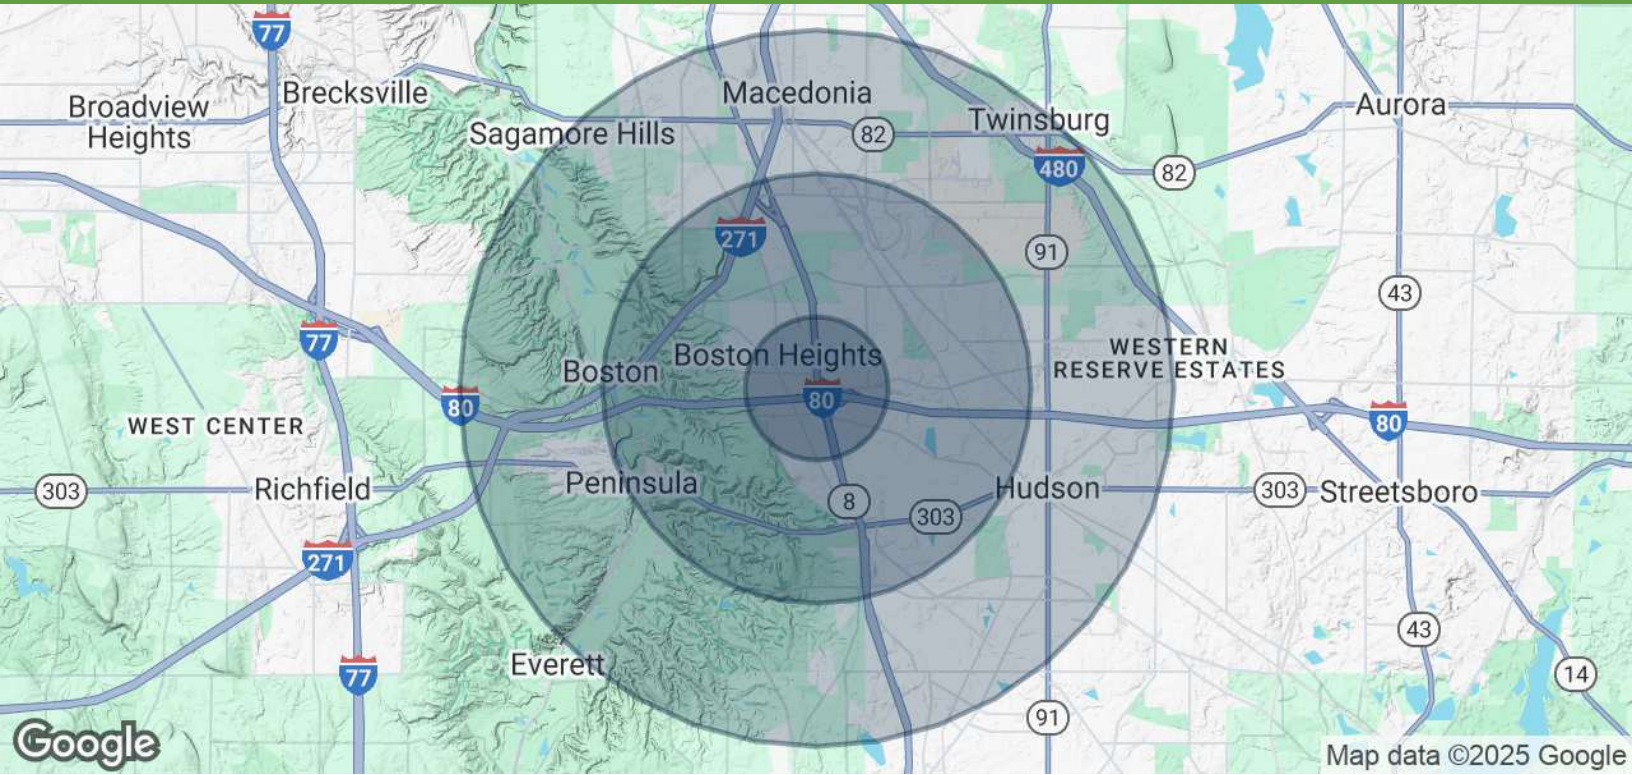 77
Brecksville
Broadview
Heights
Macedonia
Aurora
Sagamore Hills
82
Twinsburg
480
82
271
91
43
77
Boston
Boston Heights
WESTERN
RESERVE ESTATES
80
80
80
WEST CENTER
303
Richfield
Peninsula
8
303
Hudson
303
Streetsboro
271
43
Everett
77
14
91
Google
Map data ©2025 Google